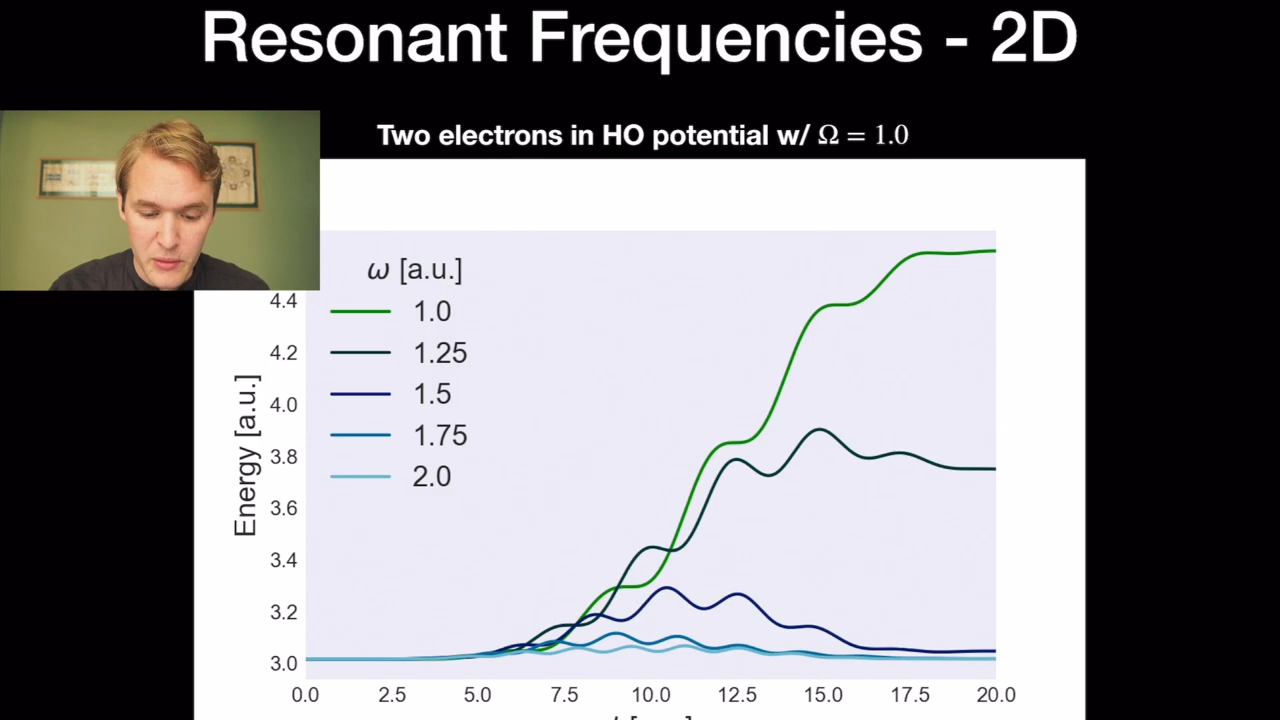 Resonant Frequencies - 2D
Two electrons in HO potential w/ Ω = 1.0
ω [a.u.]
1.0
1.25
1.5
1.75
2.0
Energy [a.u.]
4.4
4.2
4.0
3.8
3.6
3.4
3.2
3.0
0.0 2.5 5.0 7.5 10.0 12.5 15.0 17.5 20.0